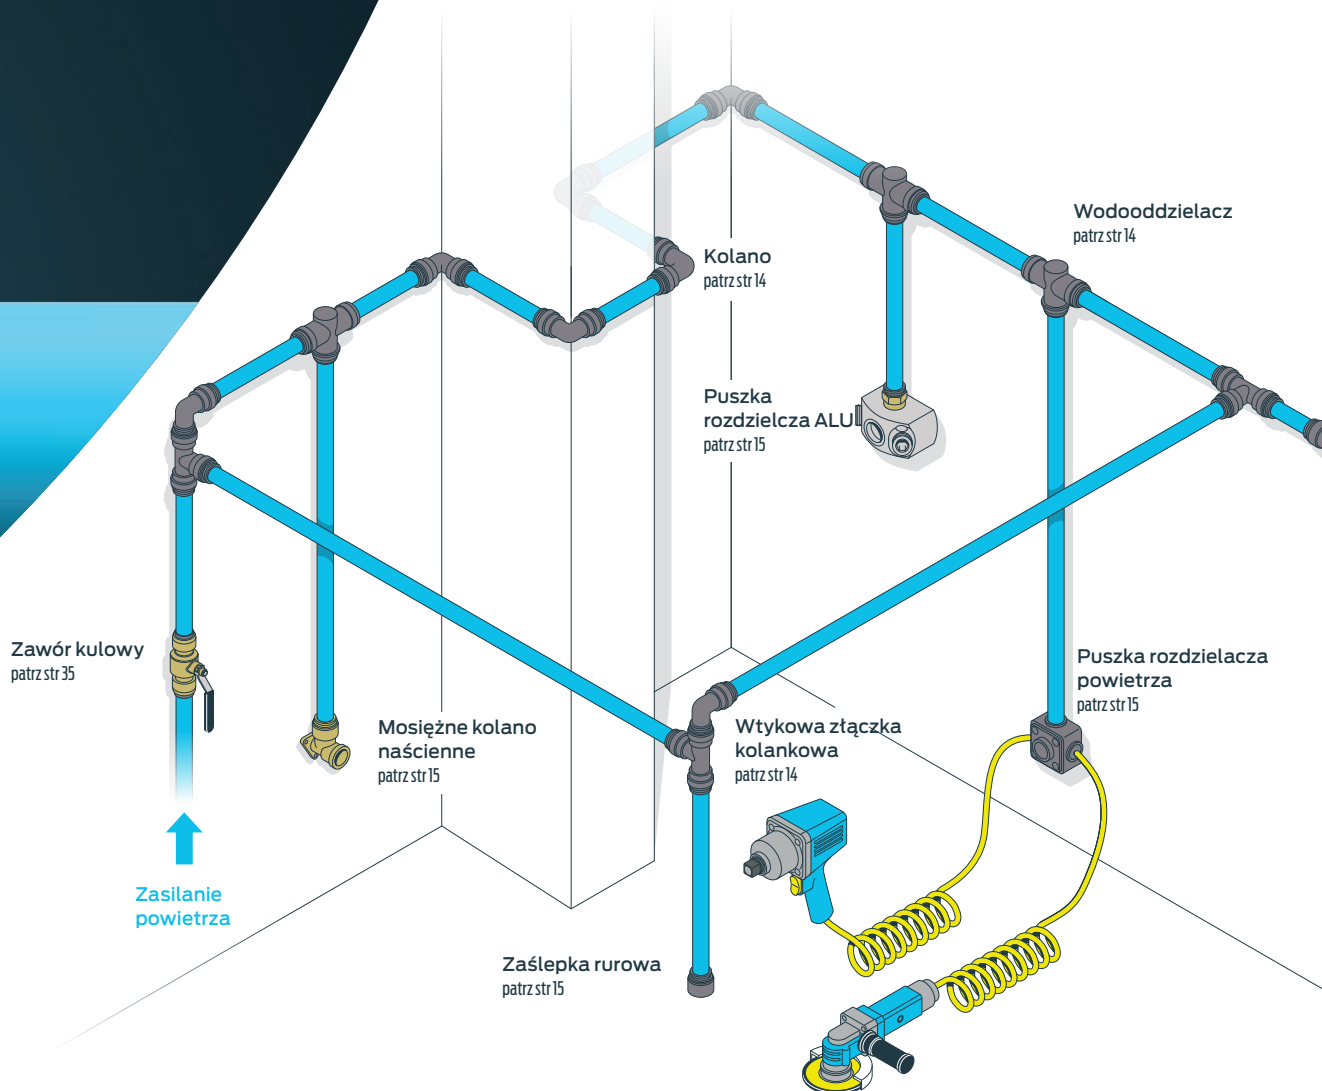 Wodooddzielacz
patrz str 14
Kolano
patrz str 14
Puszka
rozdzielcza ALU
patrz str 15
Zawór kulowy
patrz str 35
Puszka rozdzielacza
powietrza
patrz str 15
Mosiężne kolano
naścienne
patrz str 15
Wtykowa złączka
kolankowa
patrz str 14
Zasilanie
powietrza
Zaślepka rurowa
patrz str 15